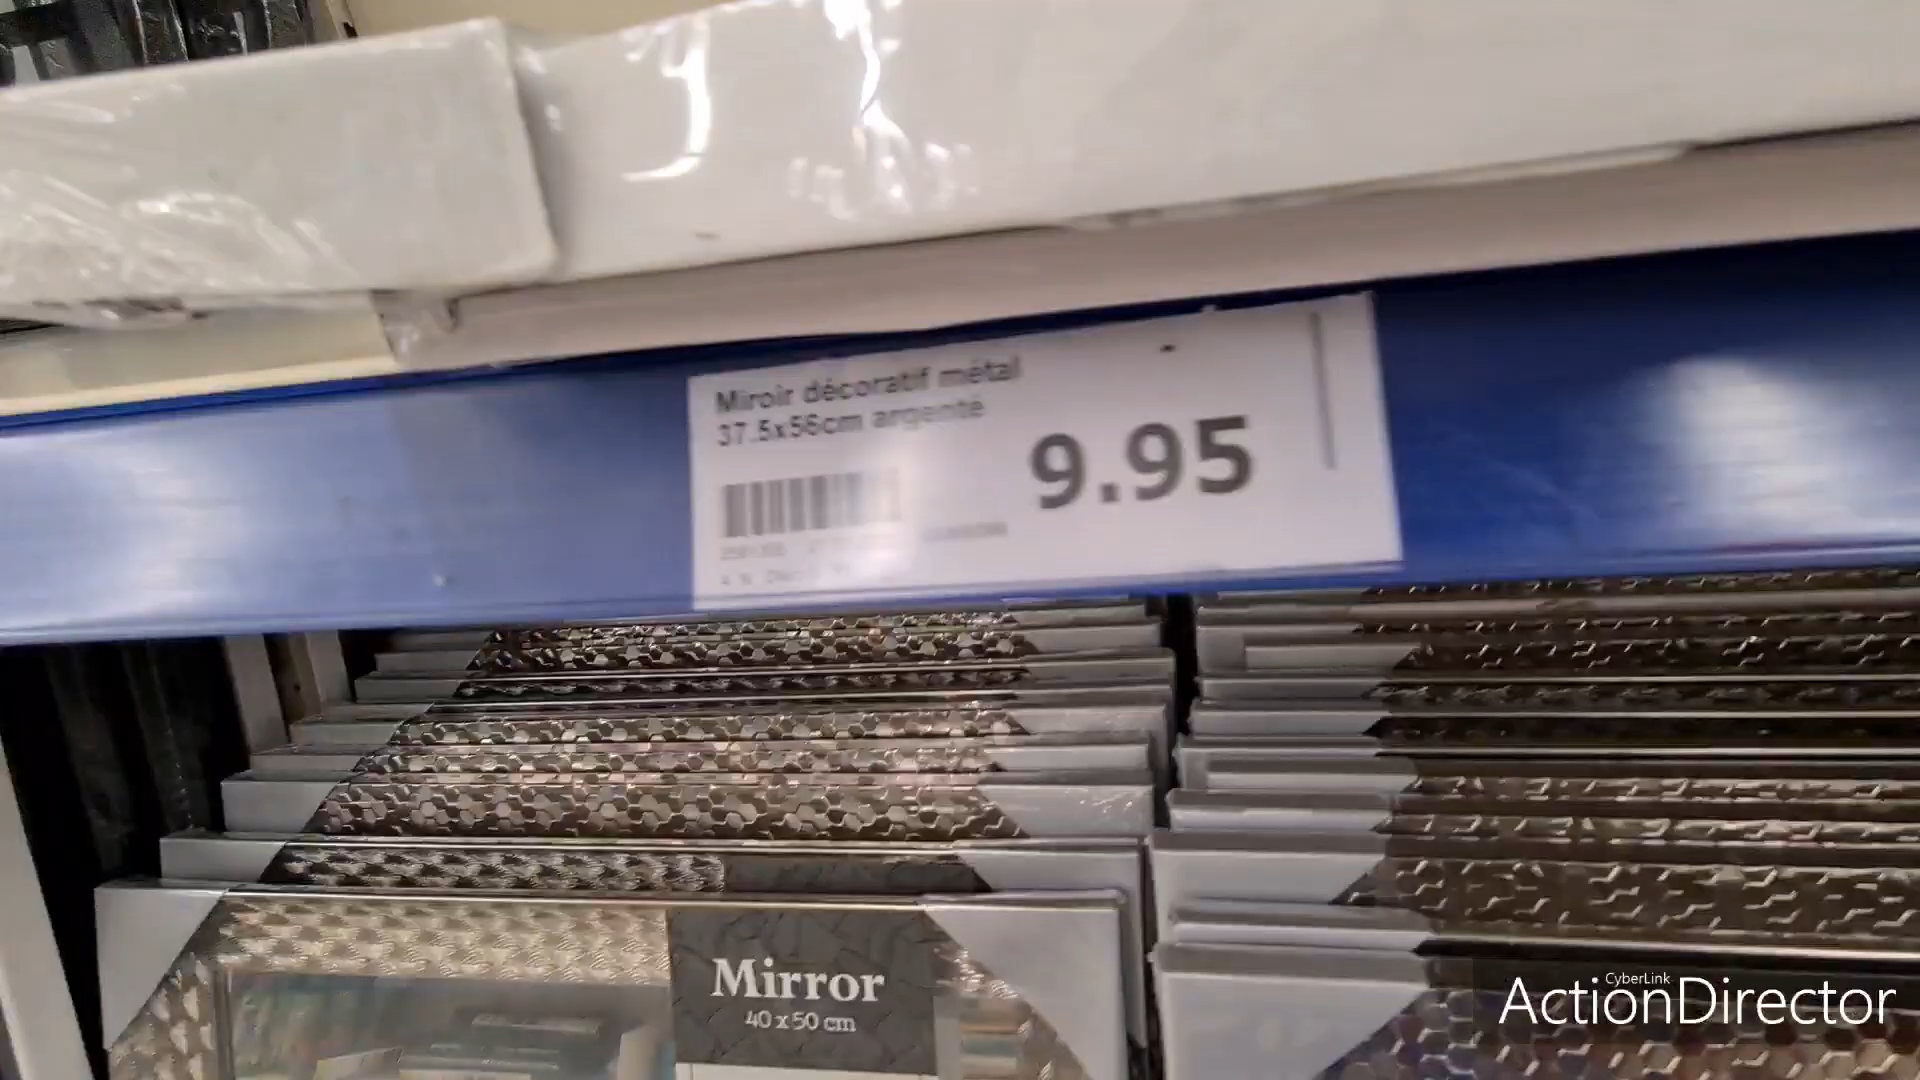 Miroir décoratif métal
37.5x56cm argenté
9.95
Mirror
40 x 50 cm
CyberLink
ActionDirector